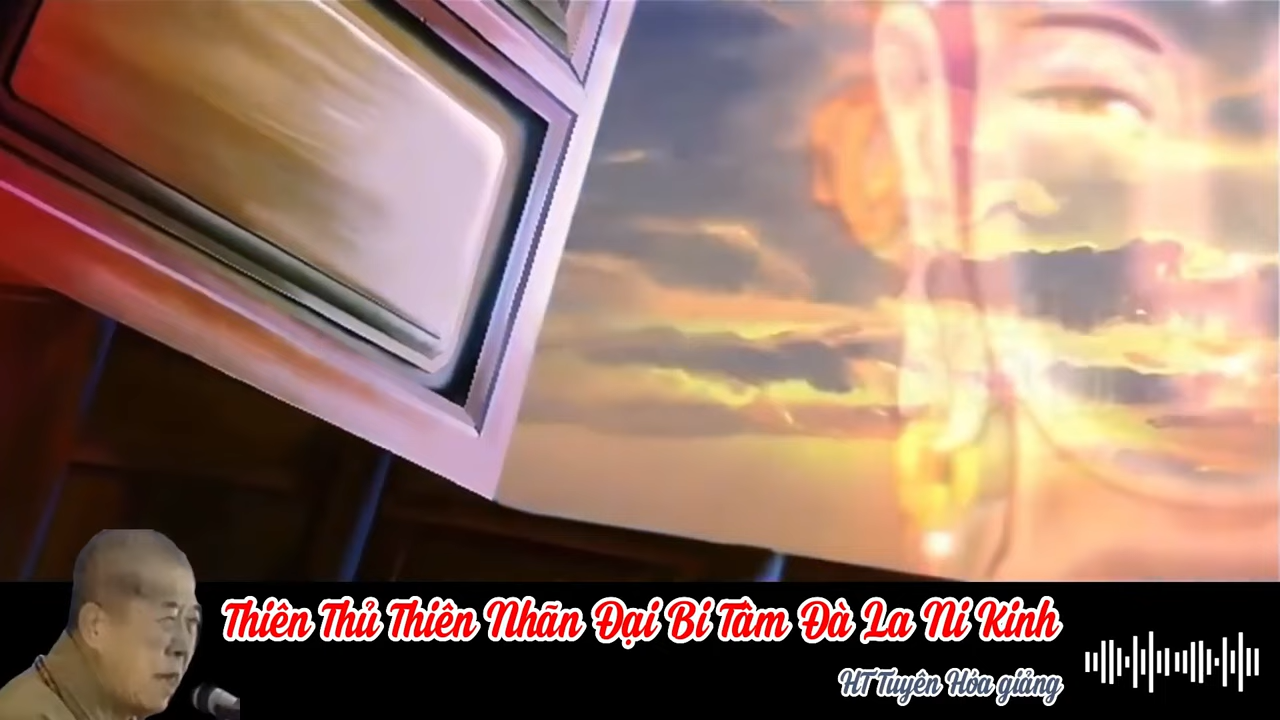 Thiên Thủ Thiên Nhãn Đại Bi Tâm Đà La Ni Kinh
HT Tuyên Hóa giảng